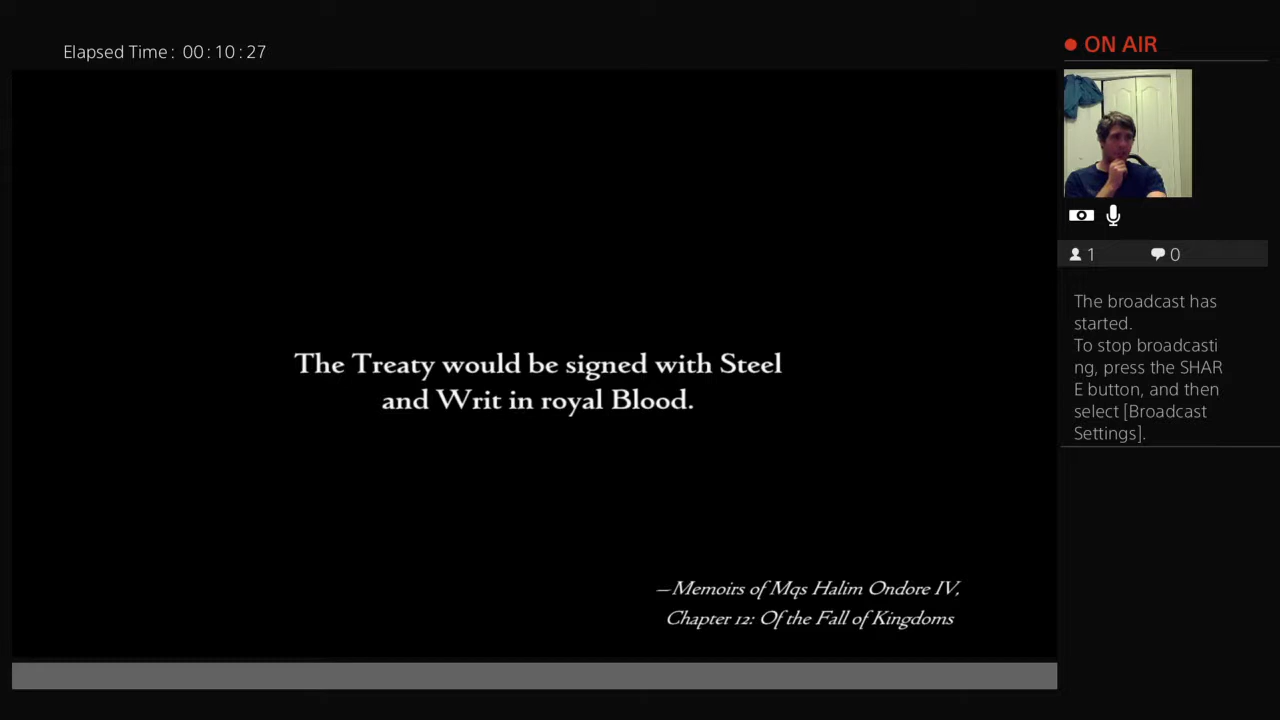 Elapsed Time: 00:10:27
ON AIR
The Treaty would be signed with Steel
and Writ in royal Blood.
—Memoirs of Mqs Halim Ondore IV,
Chapter 12: Of the Fall of Kingdoms
1 0
The broadcast has
started.
To stop broadcasti
ng, press the SHAR
E button, and then
select [Broadcast
Settings].